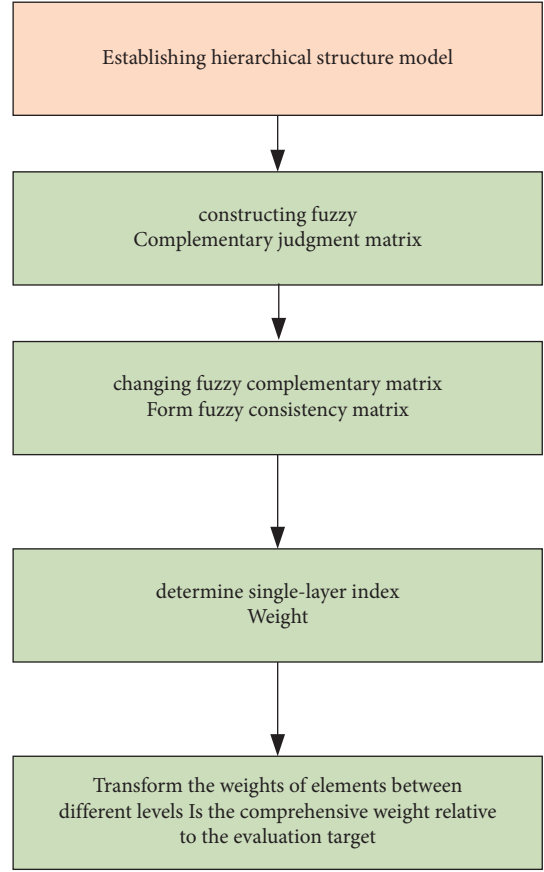 Establishing hierarchical structure model
constructing fuzzy
Complementary judgment matrix
changing fuzzy complementary matrix
Form fuzzy consistency matrix
determine single-layer index
Weight
Transform the weights of elements between
different levels Is the comprehensive weight relative
to the evaluation target